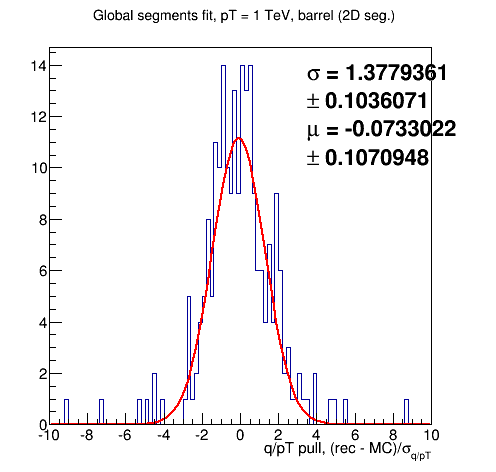 Global segments fit, pT = 1 TeV, barrel (2D seg.)
σ = 1.3779361
± 0.1036071
μ = -0.0733022
± 0.1070948
14
12
10
8
6
4
2
0
-10 -8 -6 -4 -2 0 2 4 6 8 10
q/pT pull, (rec - MC)/σ_q/pT